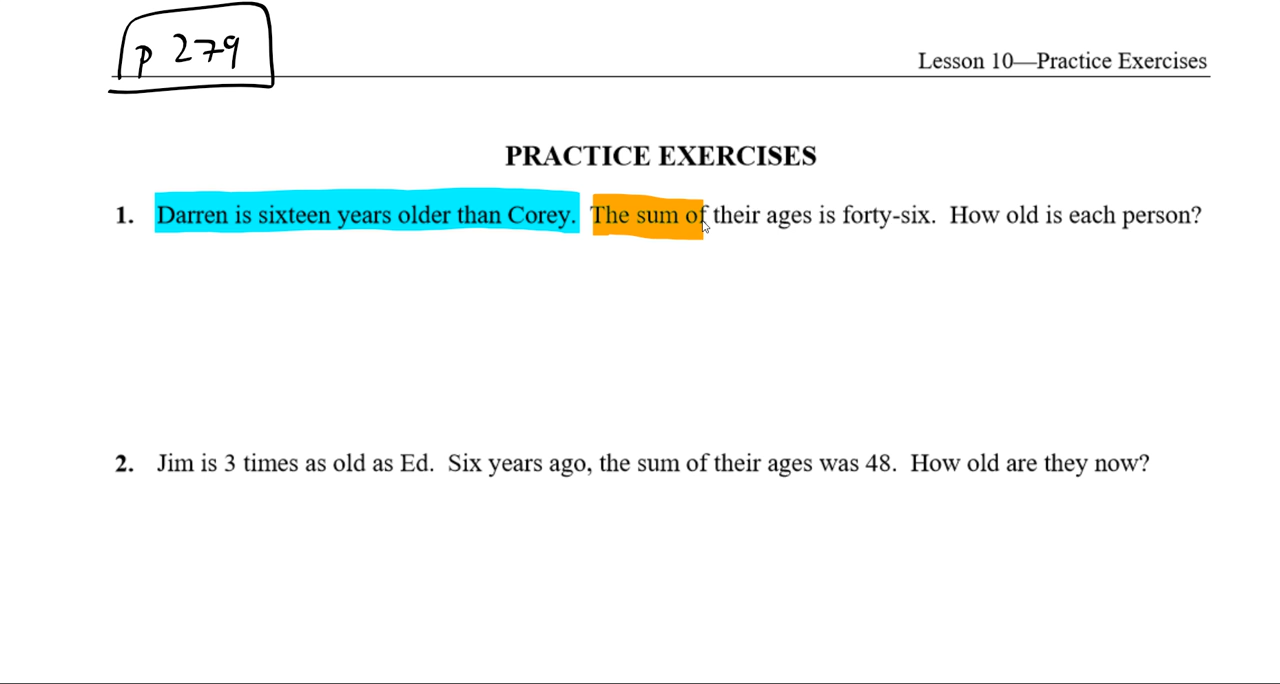 p 279
Lesson 10—Practice Exercises
PRACTICE EXERCISES
1. Darren is sixteen years older than Corey. The sum of their ages is forty-six. How old is each person?
2. Jim is 3 times as old as Ed. Six years ago, the sum of their ages was 48. How old are they now?